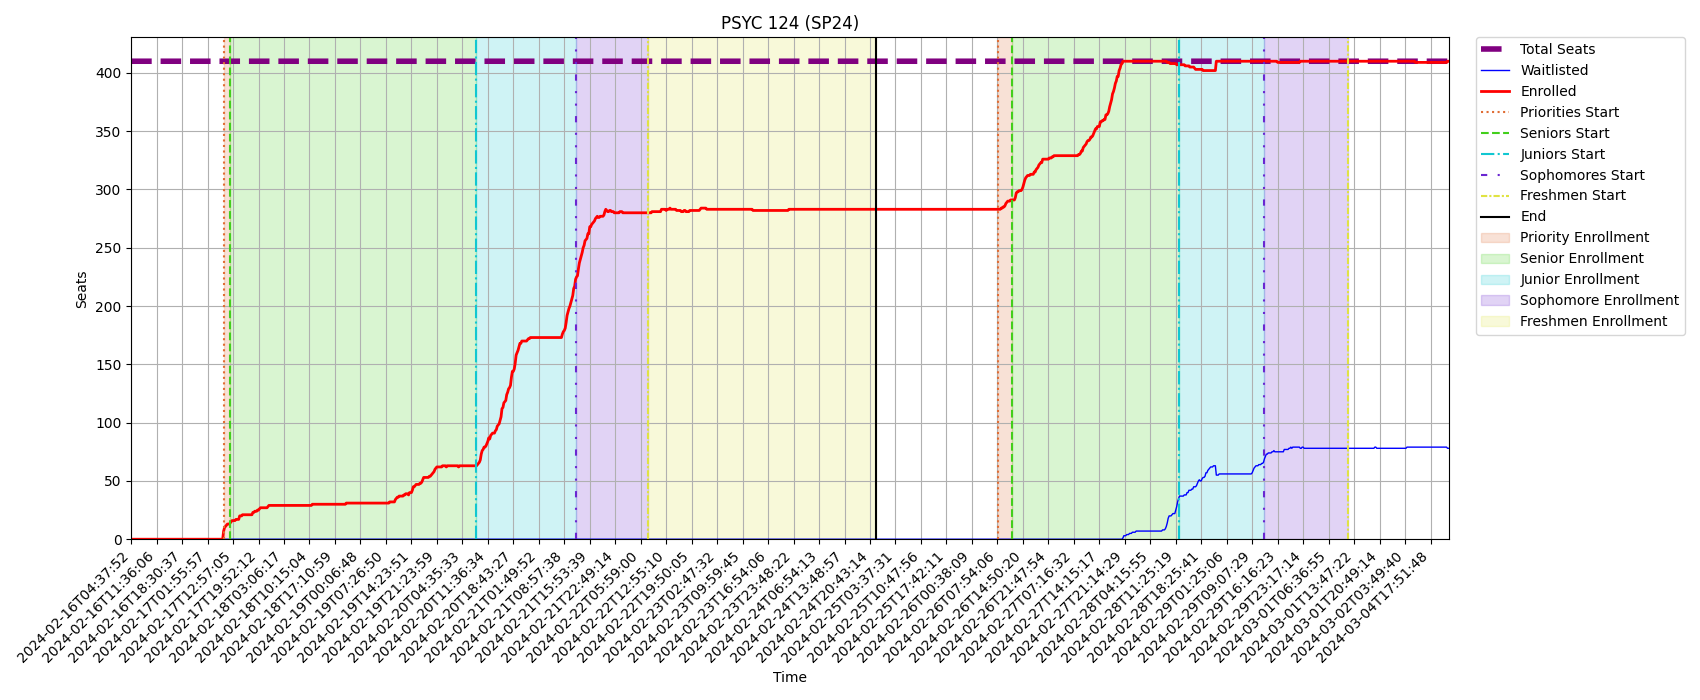 PSYC 124 (SP24)
Total Seats
Waitlisted
Enrolled
Priorities Start
Seniors Start
Juniors Start
Sophomores Start
Freshmen Start
End
Priority Enrollment
Senior Enrollment
Junior Enrollment
Sophomore Enrollment
Freshmen Enrollment
Seats
400
350
300
250
200
150
100
50
0
2024-02-16T04:37:52
2024-02-16T11:36:06
2024-02-16T18:30:37
2024-02-17T01:55:57
2024-02-17T12:57:05
2024-02-17T19:52:12
2024-02-18T03:06:17
2024-02-18T10:15:04
2024-02-18T17:10:59
2024-02-19T00:06:48
2024-02-19T07:26:50
2024-02-19T14:23:51
2024-02-19T21:23:59
2024-02-20T04:35:33
2024-02-20T11:36:34
2024-02-20T18:43:27
2024-02-21T01:49:52
2024-02-21T08:57:38
2024-02-21T15:53:39
2024-02-21T22:49:14
2024-02-22T05:59:00
2024-02-22T12:55:10
2024-02-22T19:50:05
2024-02-23T02:47:32
2024-02-23T09:59:45
2024-02-23T16:54:06
2024-02-23T23:48:22
2024-02-24T06:54:13
2024-02-24T13:48:57
2024-02-24T20:43:14
2024-02-25T03:37:31
2024-02-25T10:47:56
2024-02-25T17:42:11
2024-02-26T00:38:09
2024-02-26T07:54:06
2024-02-26T14:50:20
2024-02-26T21:47:54
2024-02-27T07:16:32
2024-02-27T14:15:17
2024-02-27T21:14:29
2024-02-28T04:15:55
2024-02-28T11:25:19
2024-02-28T18:25:41
2024-02-29T01:25:06
2024-02-29T09:07:29
2024-02-29T16:16:23
2024-02-29T23:17:14
2024-03-01T06:36:55
2024-03-01T13:47:22
2024-03-01T20:49:14
2024-03-02T03:49:40
2024-03-04T17:51:48
Time